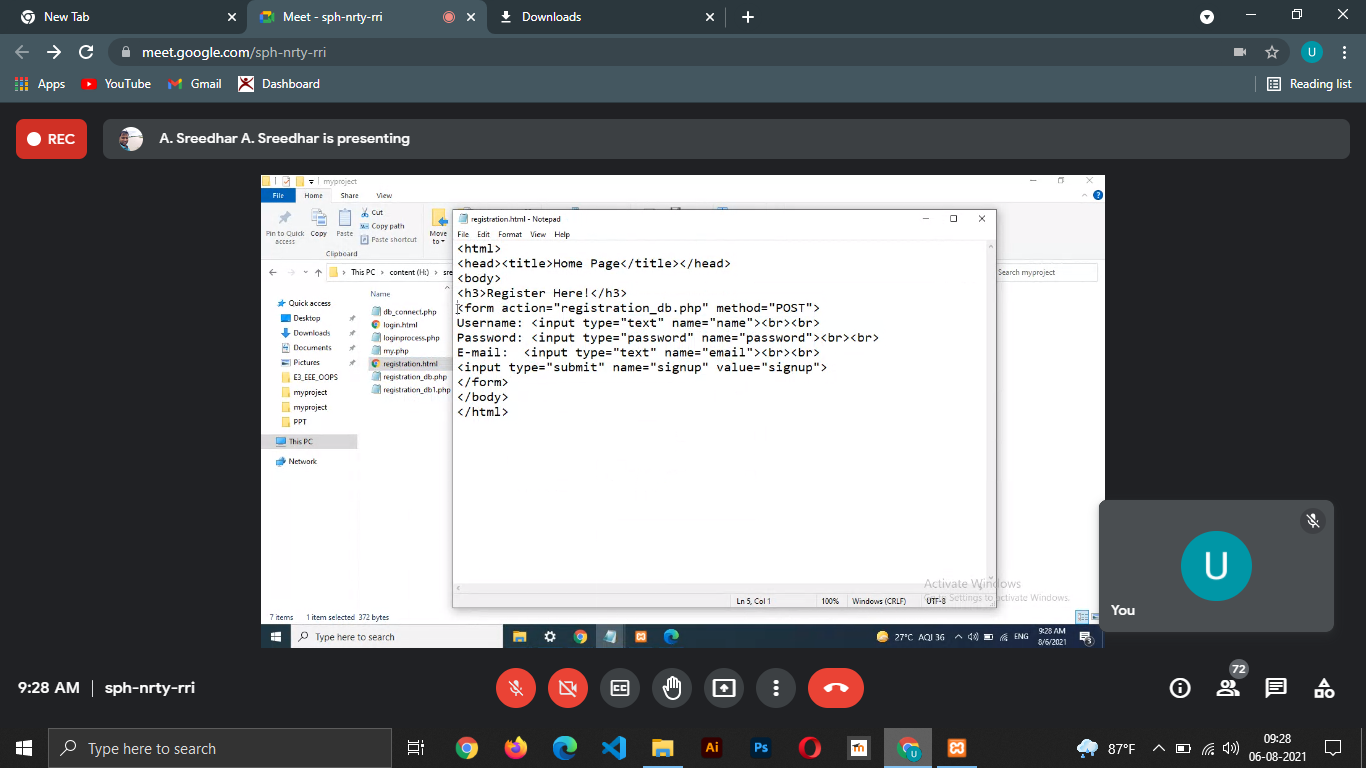 New Tab
Meet - sph-nrty-rri
Downloads
meet.google.com/sph-nrty-rri
U
Apps
YouTube
Gmail
Dashboard
Reading list
REC
A. Sreedhar A. Sreedhar is presenting
myproject
File
Home
Share
View
Pin to Quick access
Copy
Paste
Cut
Copy path
Paste shortcut
Move to
Clipboard
This PC
content (H:)
sre
Search myproject
Quick access
Desktop
Downloads
Documents
Pictures
E3_EEE_OOPS
myproject
myproject
PPT
This PC
Network
Name
db_connect.php
login.html
loginprocess.php
my.php
registration.html
registration_db.php
registration_db1.php
registration.html - Notepad
File Edit Format View Help
<html>
<head><title>Home Page</title></head>
<body>
<h3>Register Here!</h3>
<form action="registration_db.php" method="POST">
Username: <input type="text" name="name"><br><br>
Password: <input type="password" name="password"><br><br>
E-mail:  <input type="text" name="email"><br><br>
<input type="submit" name="signup" value="signup">
</form>
</body>
</html>
Activate Windows
Go to Settings to activate Windows.
Ln 5, Col 1
100%
Windows (CRLF)
UTF-8
7 items
1 item selected 372 bytes
Type here to search
27°C AQI 36
ENG
9:28 AM
8/6/2021
3
U
You
9:28 AM
sph-nrty-rri
CC
72
Type here to search
Ai
Ps
U
87°F
09:28
06-08-2021